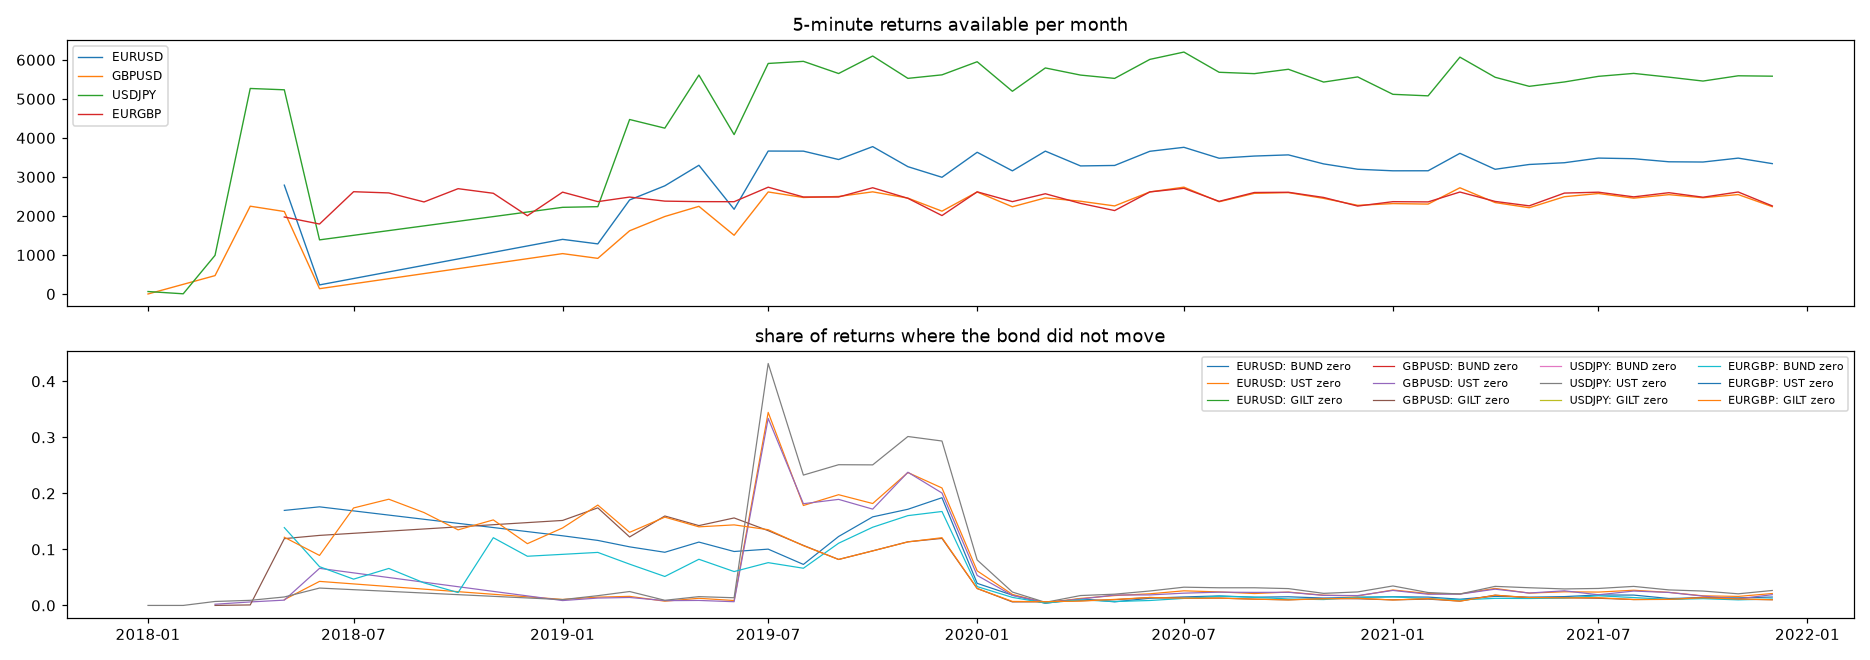 5-minute returns available per month
6000
5000
4000
3000
2000
1000
0
EURUSD
GBPUSD
USDJPY
EURGBP
share of returns where the bond did not move
0.4
0.3
0.2
0.1
0.0
EURUSD: BUND zero GBPUSD: BUND zero USDJPY: BUND zero EURGBP: BUND zero
EURUSD: UST zero GBPUSD: UST zero USDJPY: UST zero EURGBP: UST zero
EURUSD: GILT zero GBPUSD: GILT zero USDJPY: GILT zero EURGBP: GILT zero
2018-01 2018-07 2019-01 2019-07 2020-01 2020-07 2021-01 2021-07 2022-01